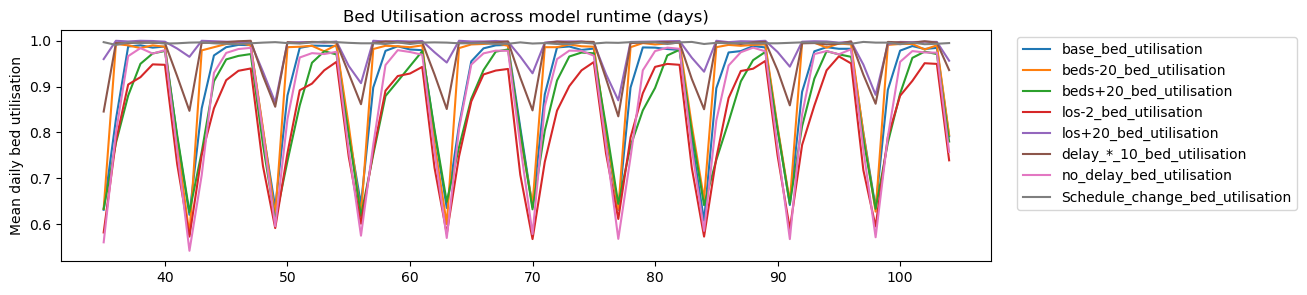 Bed Utilisation across model runtime (days)
Mean daily bed utilisation
1.0
0.9
0.8
0.7
0.6
40 50 60 70 80 90 100
base_bed_utilisation
beds-20_bed_utilisation
beds+20_bed_utilisation
los-2_bed_utilisation
los+20_bed_utilisation
delay_*_10_bed_utilisation
no_delay_bed_utilisation
Schedule_change_bed_utilisation